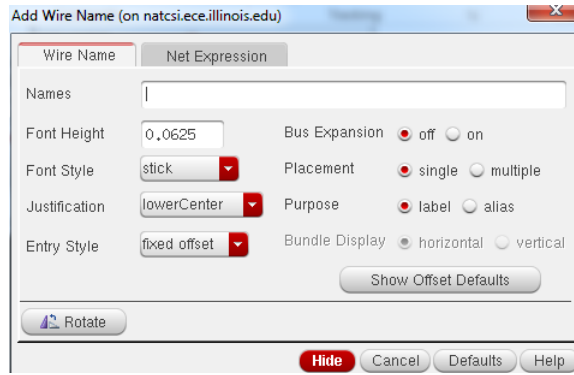 Add Wire Name (on natcsi.ece.illinois.edu)
Wire Name Net Expression
Names
Font Height 0.0625 Bus Expansion off on
Font Style stick Placement single multiple
Justification lowerCenter Purpose label alias
Entry Style fixed offset Bundle Display horizontal vertical
Show Offset Defaults
Rotate
Hide Cancel Defaults Help